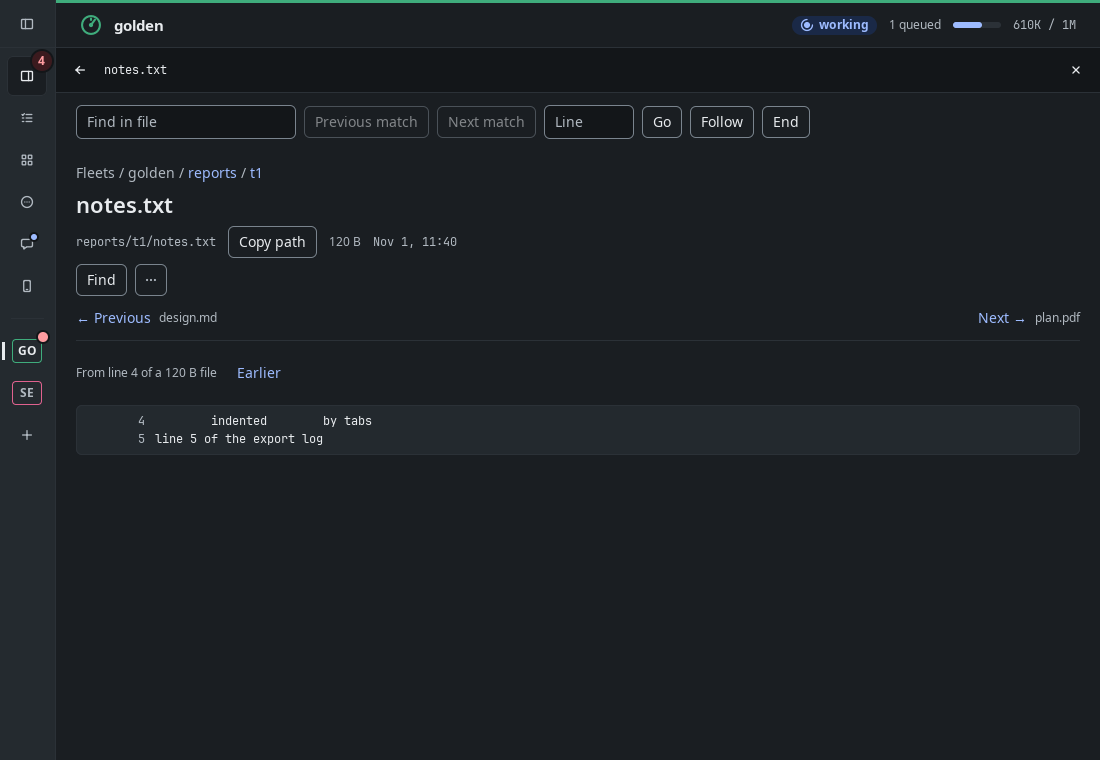 golden
working
1 queued
610K / 1M
4
notes.txt
Find in file
Previous match
Next match
Line
Go
Follow
End
Fleets / golden / reports / t1
notes.txt
reports/t1/notes.txt
Copy path
120 B
Nov 1, 11:40
Find
...
← Previous design.md
Next → plan.pdf
GO
From line 4 of a 120 B file
Earlier
SE
4 indented by tabs
5 line 5 of the export log